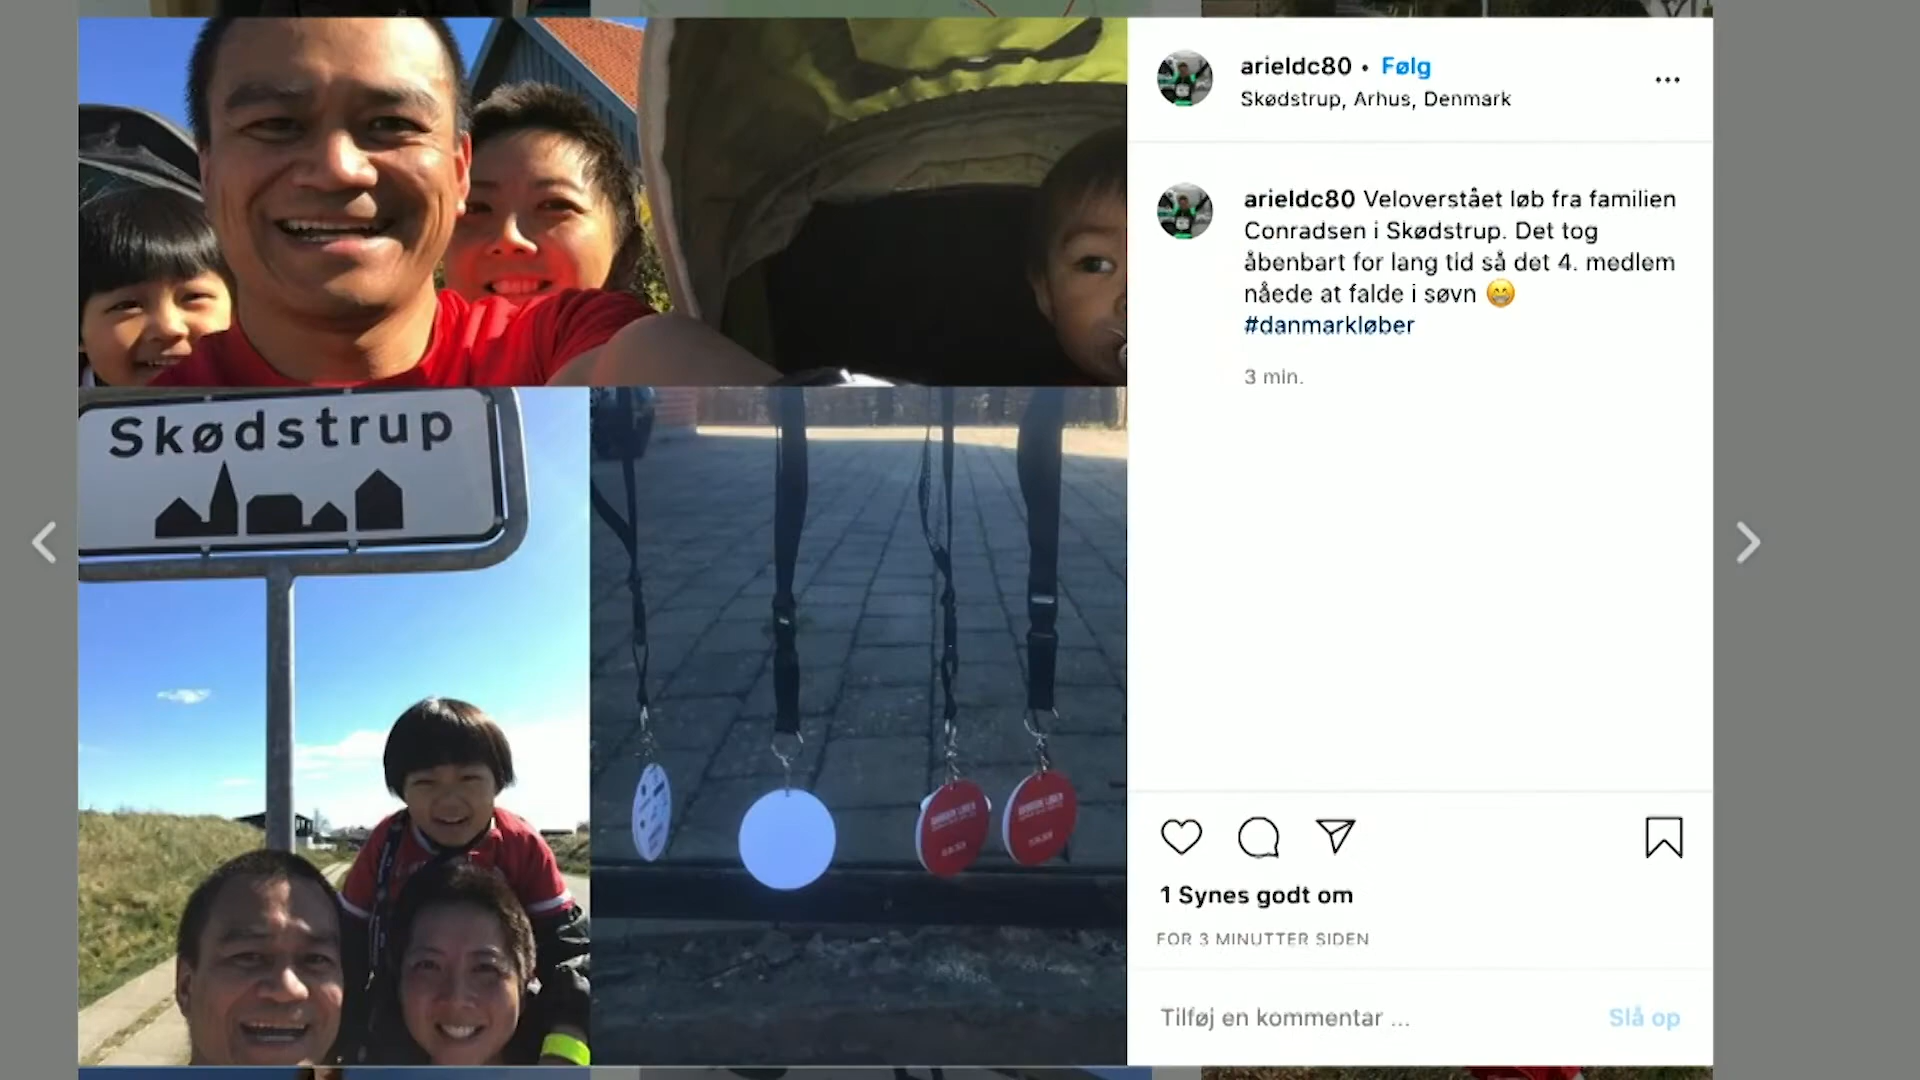 arieldc80 • Følg
Skødstrup, Arhus, Denmark
arieldc80 Veloverstået løb fra familien
Conradsen i Skødstrup. Det tog
åbenbart for lang tid så det 4. medlem
nåede at falde i søvn 😁
#danmarkløber
3 min.
1 Synes godt om
FOR 3 MINUTTER SIDEN
Tilføj en kommentar ...
Slå op
Skødstrup